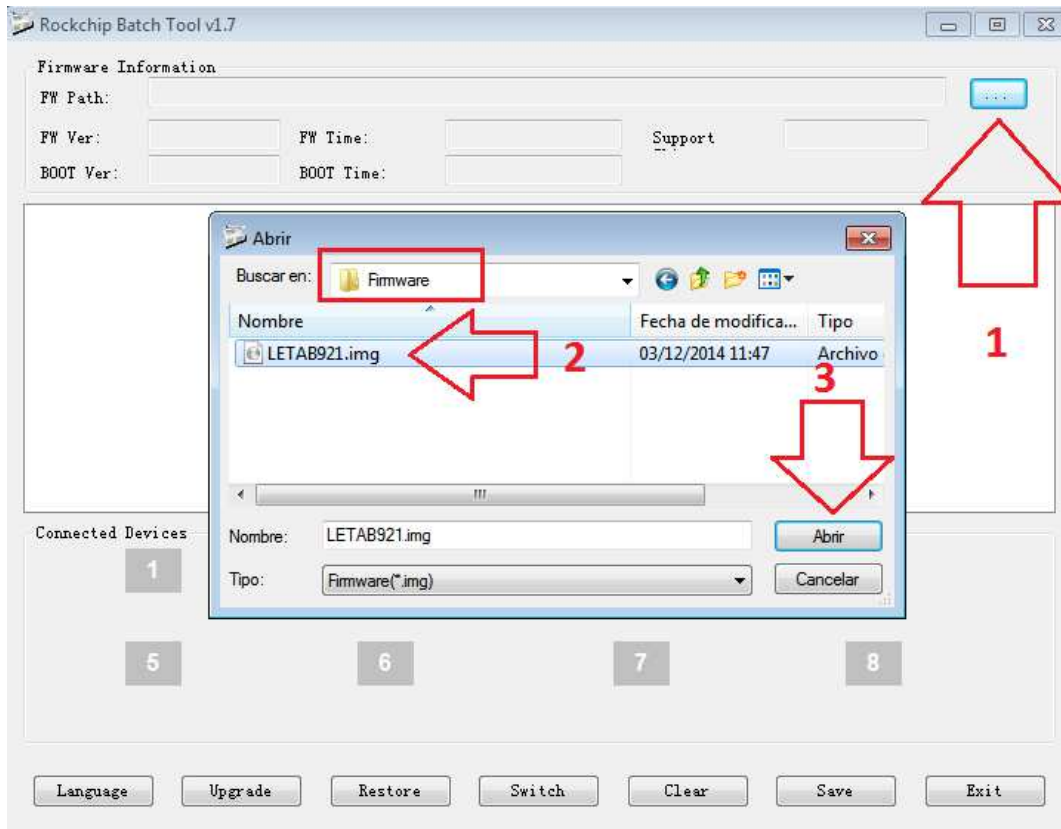 Rockchip Batch Tool v1.7
Firmware Information
FW Path:
...
FW Ver:
FW Time:
Support
BOOT Ver:
BOOT Time:
Abrir
Buscar en:
Firmware
Nombre
Fecha de modifica...
Tipo
LETAB921.img
03/12/2014 11:47
Archivo
2
3
1
Nombre:
LETAB921.img
Abrir
Tipo:
Firmware(*.img)
Cancelar
Connected Devices
1
5
6
7
8
Language
Upgrade
Restore
Switch
Clear
Save
Exit